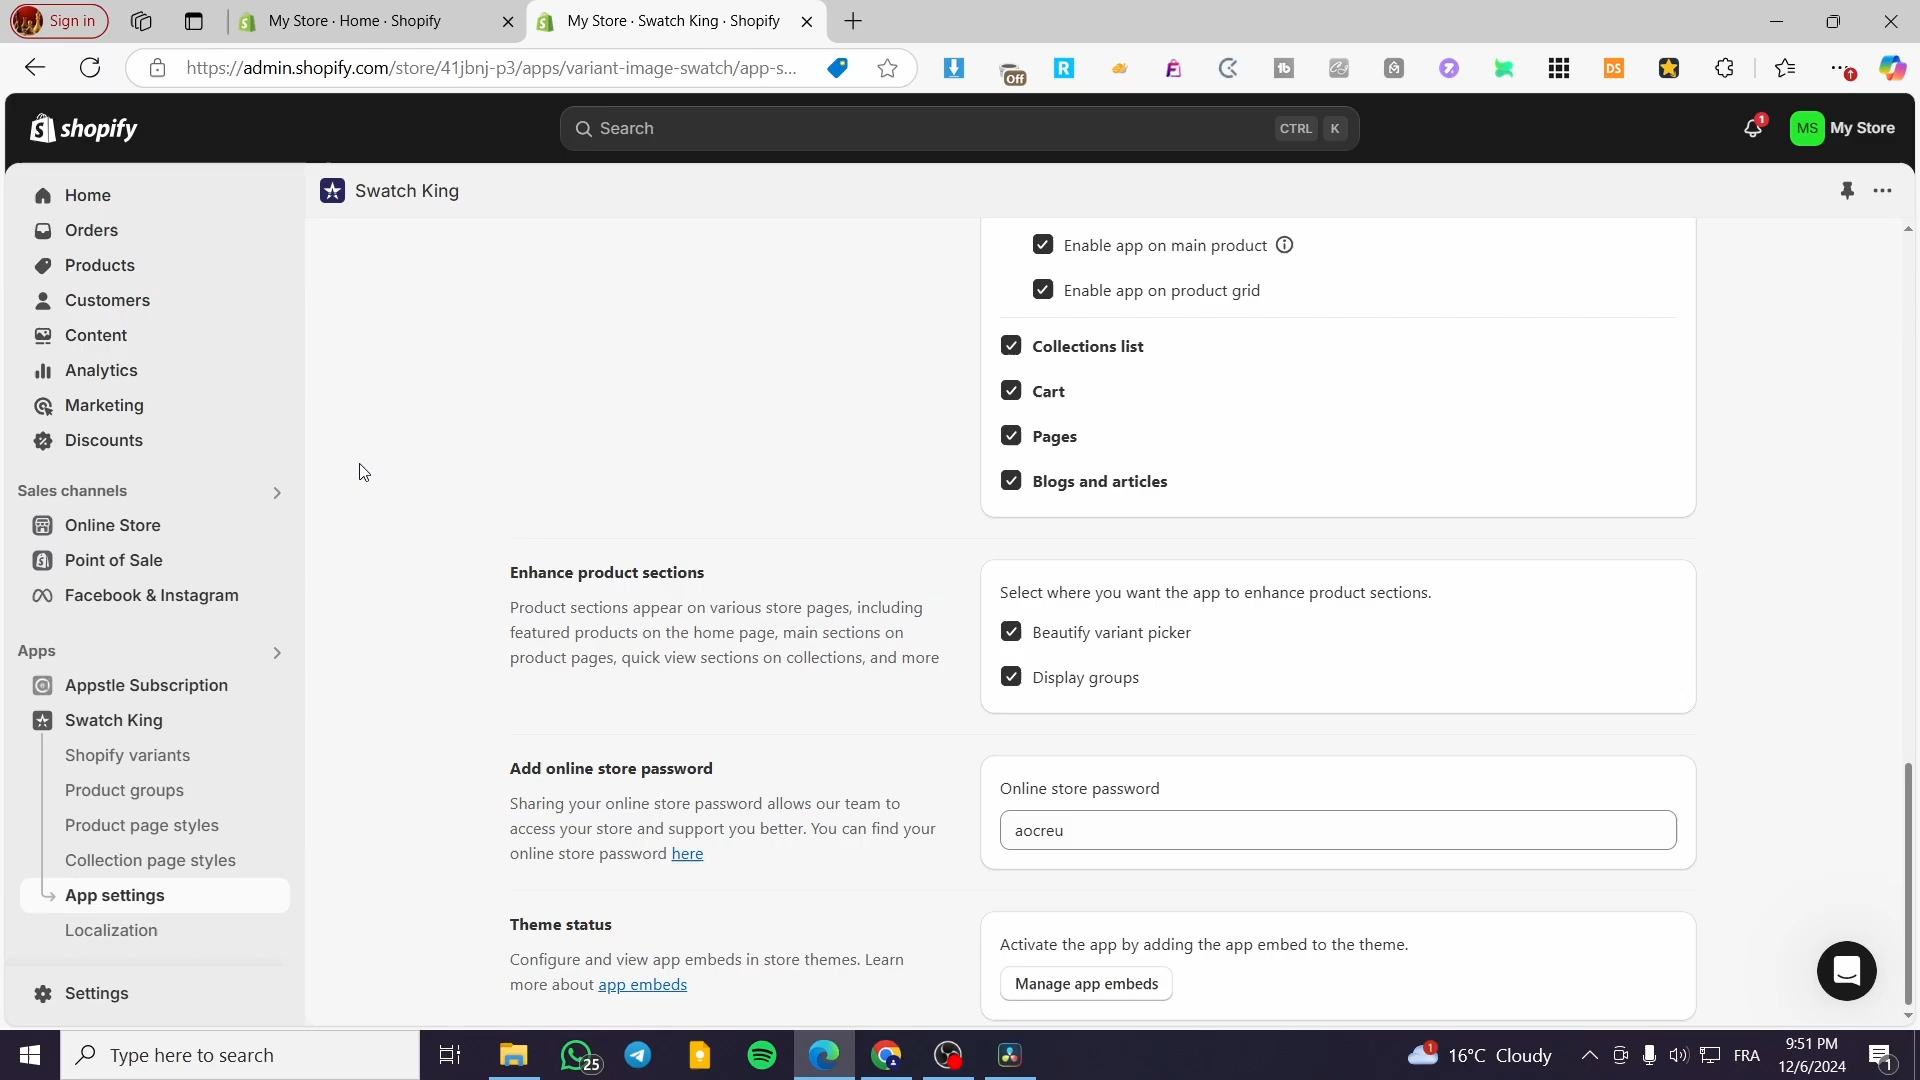 Sign in
My Store · Home · Shopify
My Store · Swatch King · Shopify
https://admin.shopify.com/store/41jbnj-p3/apps/variant-image-swatch/app-s...
Off
R
tb
DS
shopify
Search
CTRL K
1
MS My Store
Home
Orders
Products
Customers
Content
Analytics
Marketing
Discounts
Sales channels
Online Store
Point of Sale
Facebook & Instagram
Apps
Appstle Subscription
Swatch King
Shopify variants
Product groups
Product page styles
Collection page styles
App settings
Localization
Settings
Swatch King
Enable app on main product
Enable app on product grid
Collections list
Cart
Pages
Blogs and articles
Enhance product sections
Product sections appear on various store pages, including
featured products on the home page, main sections on
product pages, quick view sections on collections, and more
Select where you want the app to enhance product sections.
Beautify variant picker
Display groups
Add online store password
Sharing your online store password allows our team to
access your store and support you better. You can find your
online store password here
Online store password
aocreu
Theme status
Configure and view app embeds in store themes. Learn
more about app embeds
Activate the app by adding the app embed to the theme.
Manage app embeds
Type here to search
25
1
16°C Cloudy
FRA
9:51 PM
12/6/2024
1